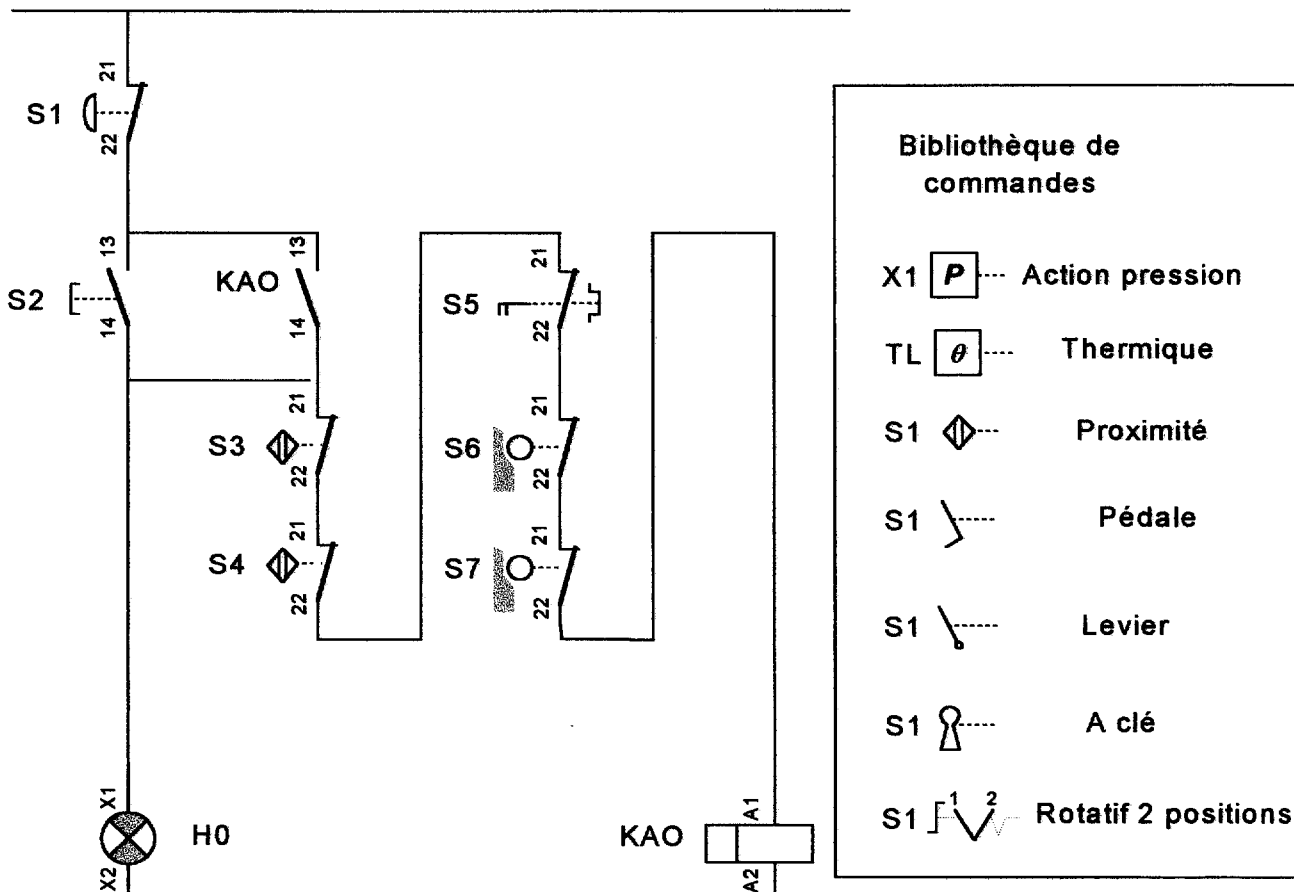 21
S1
22
13
S2
14
13
KAO
14
21
S3
22
21
S4
22
21
S5
22
21
S6
22
21
S7
22
X1
H0
X2
A1
KAO
A2
Bibliothèque de
commandes
X1 P Action pression
TL θ Thermique
S1 Proximité
S1 Pédale
S1 Levier
S1 A clé
S1 1 2 Rotatif 2 positions